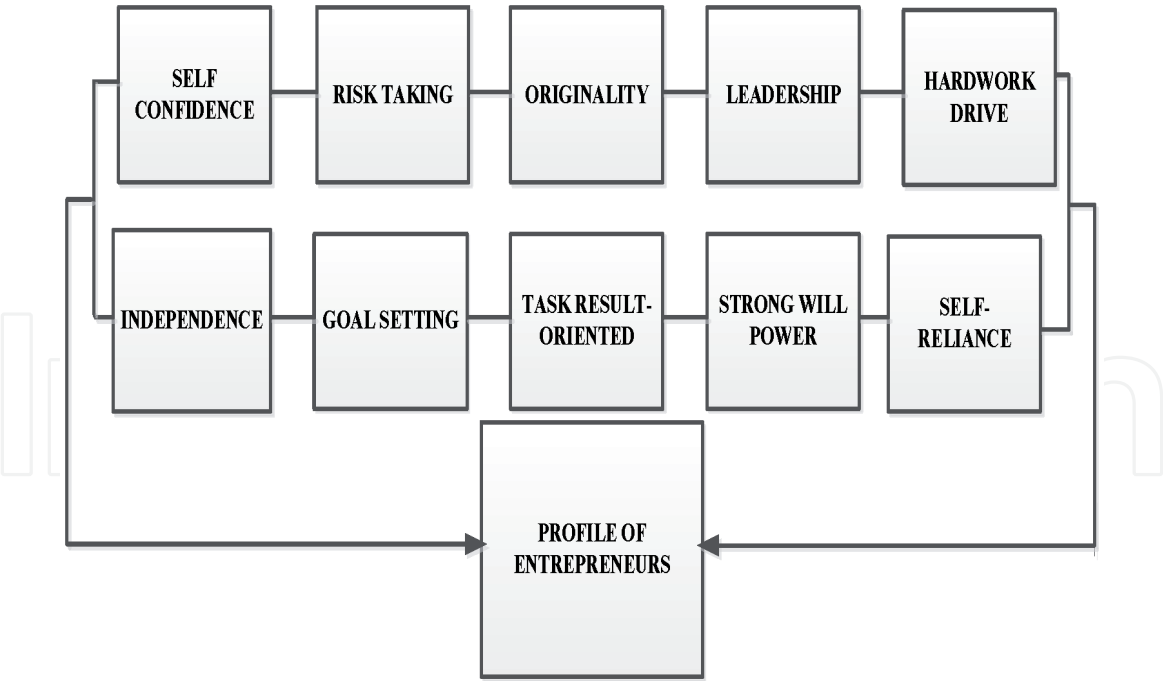 SELF
CONFIDENCE
RISK TAKING
ORIGINALITY
LEADERSHIP
HARDWORK
DRIVE
INDEPENDENCE
GOAL SETTING
TASK RESULT-
ORIENTED
STRONG WILL
POWER
SELF-
RELIANCE
PROFILE OF
ENTREPRENEURS